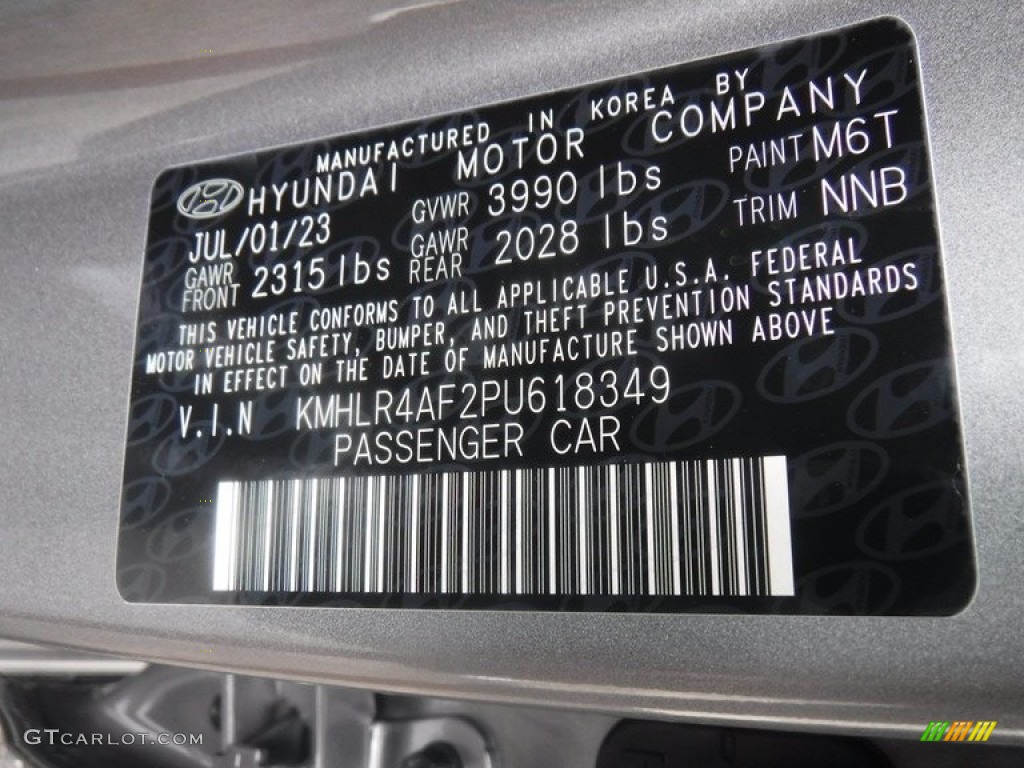 MANUFACTURED IN KOREA BY
HYUNDAI MOTOR COMPANY
JUL/01/23 GVWR 3990 lbs PAINT M6T
GAWR FRONT 2315 lbs GAWR REAR 2028 lbs TRIM NNB
THIS VEHICLE CONFORMS TO ALL APPLICABLE U.S.A. FEDERAL
MOTOR VEHICLE SAFETY, BUMPER, AND THEFT PREVENTION STANDARDS
IN EFFECT ON THE DATE OF MANUFACTURE SHOWN ABOVE
V.I.N KMHLR4AF2PU618349
PASSENGER CAR
GTCARLOT.COM